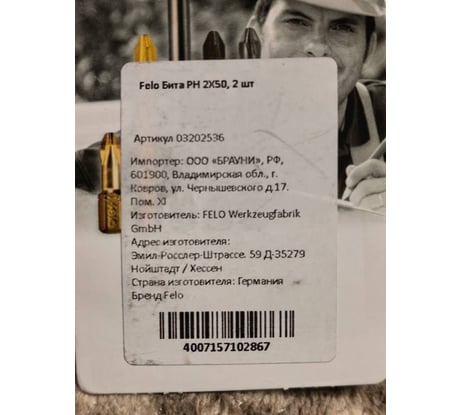 Felo Бита PH 2X50, 2 шт
Артикул 03202536
Импортер: ООО «БРАУНИ», РФ,
601900, Владимирская обл., г.
Ковров, ул. Чернышевского д.17.
Пом. XI
Изготовитель: FELO Werkzeugfabrik
GmbH
Адрес изготовителя:
Эмил-Росслер-Штрассе. 59 Д-35279
Нойштадт / Хессен
Страна изготовителя: Германия
Бренд Felo
4007157102867